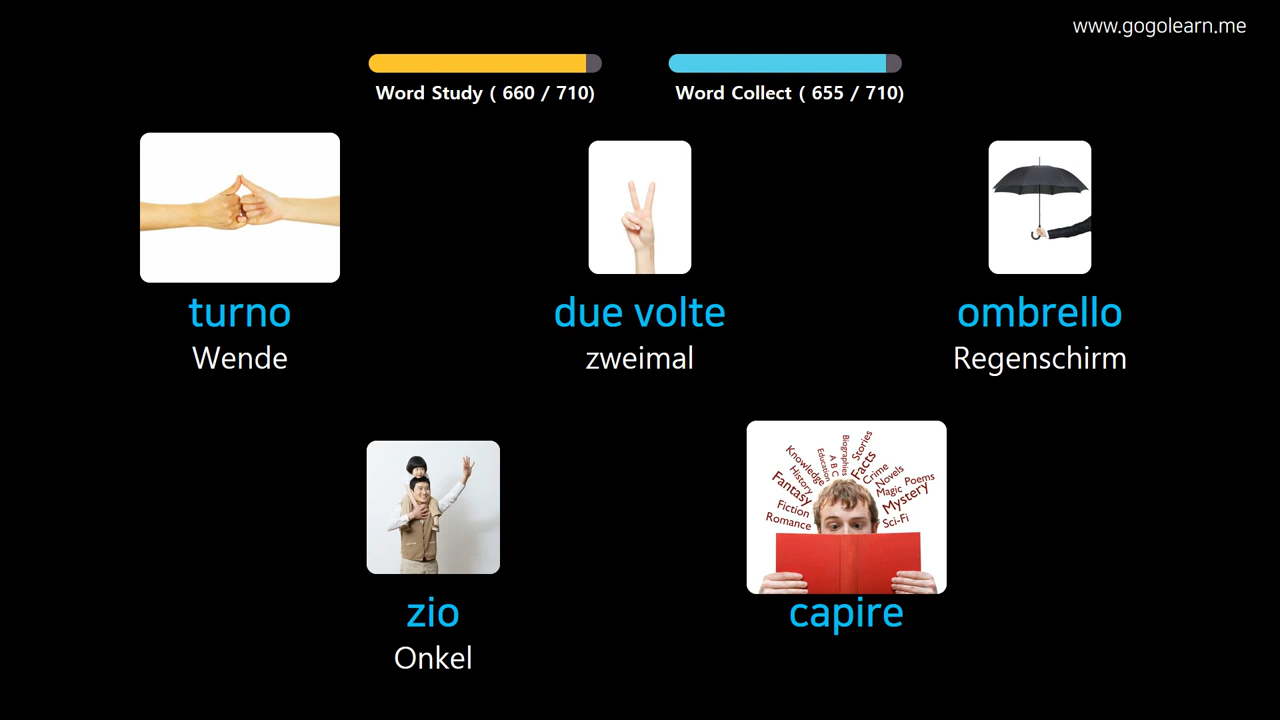 www.gogolearn.me
Word Study ( 660 / 710)
Word Collect ( 655 / 710)
turno
Wende
due volte
zweimal
ombrello
Regenschirm
zio
Onkel
Knowledge
History
Fantasy
Fiction
Romance
Education
A B C
Biographies
Stories
Facts
Crime
Novels
Magic
Poems
Mystery
Sci-Fi
capire